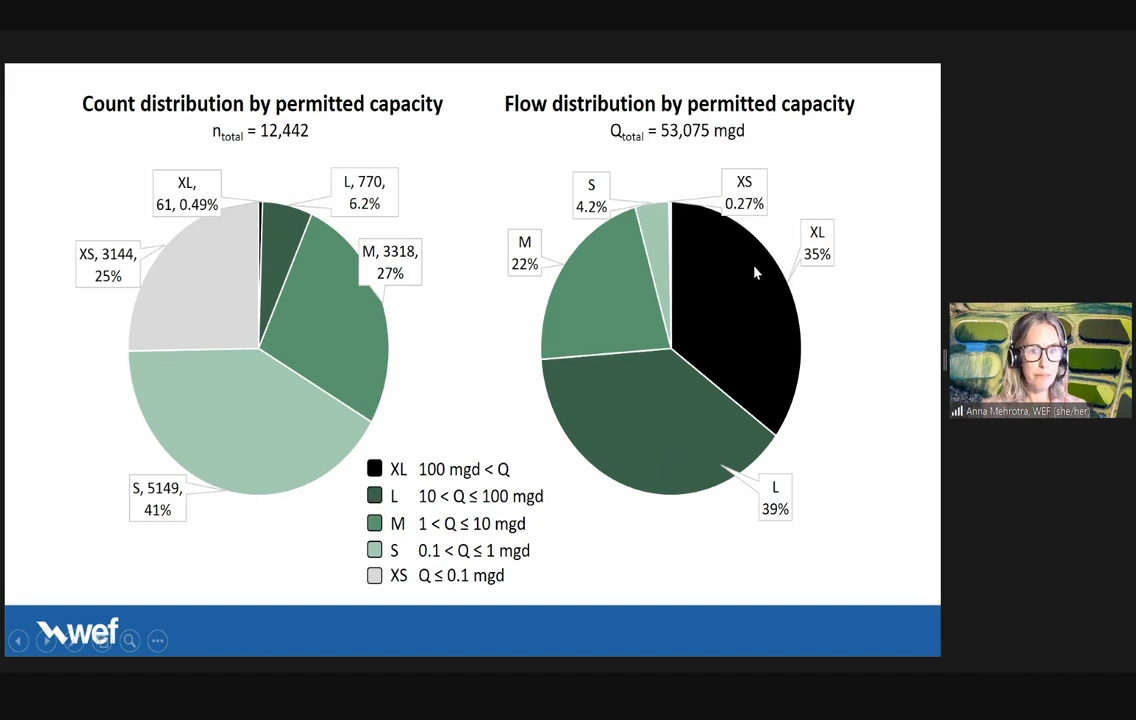 Count distribution by permitted capacity
ntotal = 12,442
XL,
61, 0.49%
L, 770,
6.2%
XS, 3144,
25%
M, 3318,
27%
S, 5149,
41%
Flow distribution by permitted capacity
Qtotal = 53,075 mgd
S
4.2%
XS
0.27%
M
22%
XL
35%
L
39%
XL 100 mgd < Q
L 10 < Q ≤ 100 mgd
M 1 < Q ≤ 10 mgd
S 0.1 < Q ≤ 1 mgd
XS Q ≤ 0.1 mgd
wef
Anna Mehrotra, WEF (she/her)